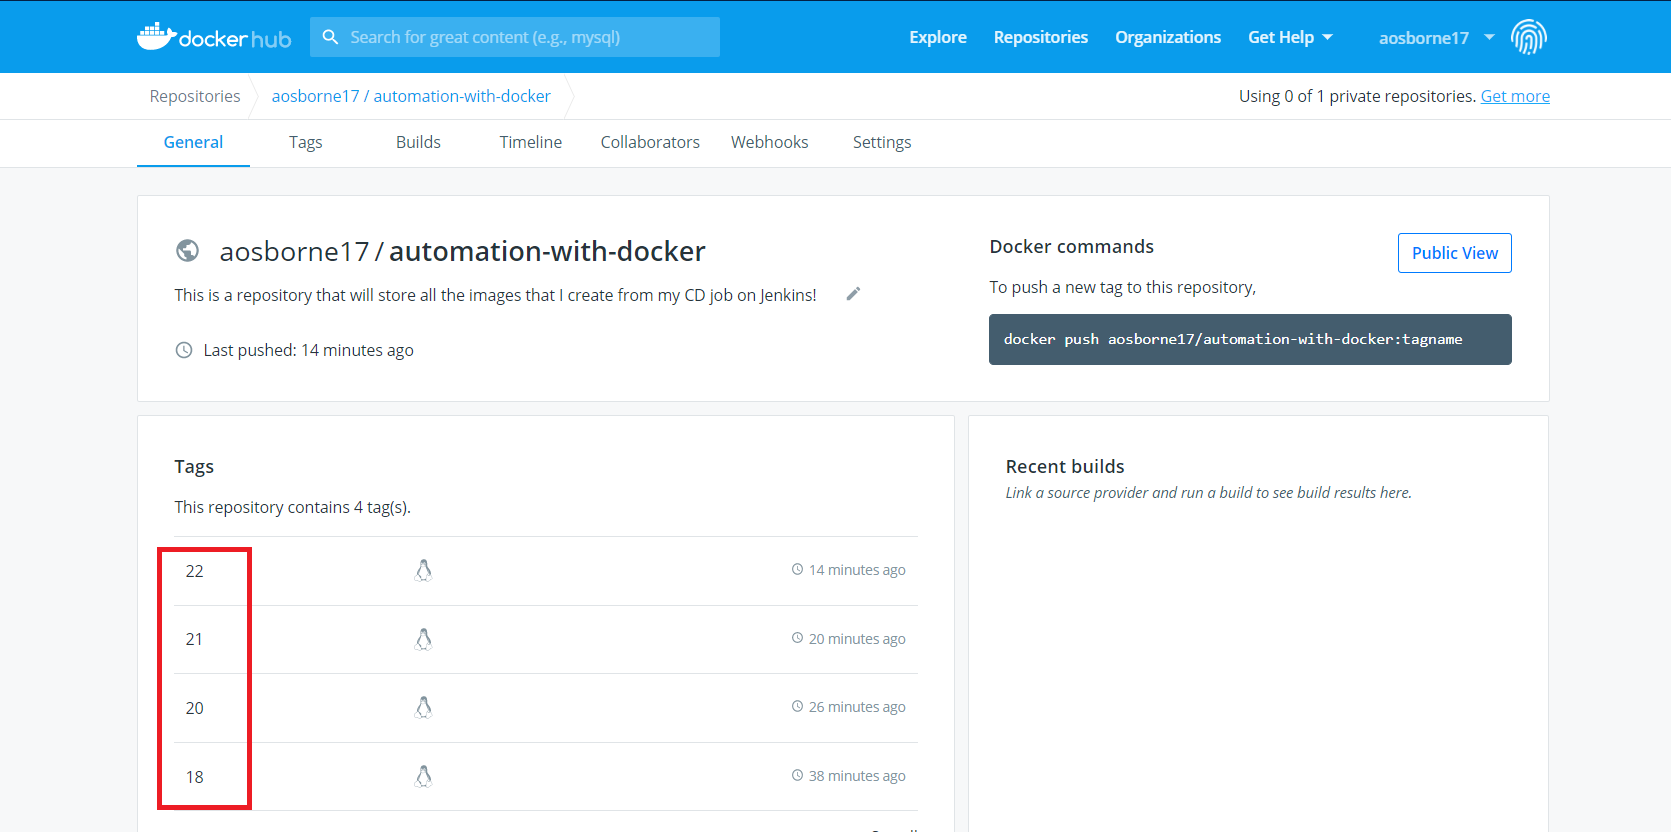 docker hub
Search for great content (e.g., mysql)
Explore
Repositories
Organizations
Get Help
aosborne17
Repositories
aosborne17 / automation-with-docker
Using 0 of 1 private repositories. Get more
General
Tags
Builds
Timeline
Collaborators
Webhooks
Settings
aosborne17 / automation-with-docker
This is a repository that will store all the images that I create from my CD job on Jenkins!
Last pushed: 14 minutes ago
Docker commands
Public View
To push a new tag to this repository,
docker push aosborne17/automation-with-docker:tagname
Tags
This repository contains 4 tag(s).
22
14 minutes ago
21
20 minutes ago
20
26 minutes ago
18
38 minutes ago
Recent builds
Link a source provider and run a build to see build results here.